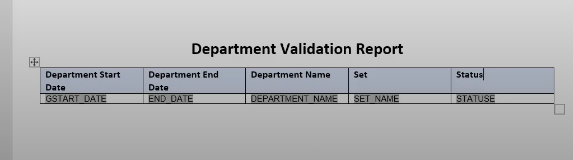 Department Validation Report
Department Start Date
Department End Date
Department Name
Set
Status
GSTART_DATE
END_DATE
DEPARTMENT_NAME
SET_NAME
STATUSE